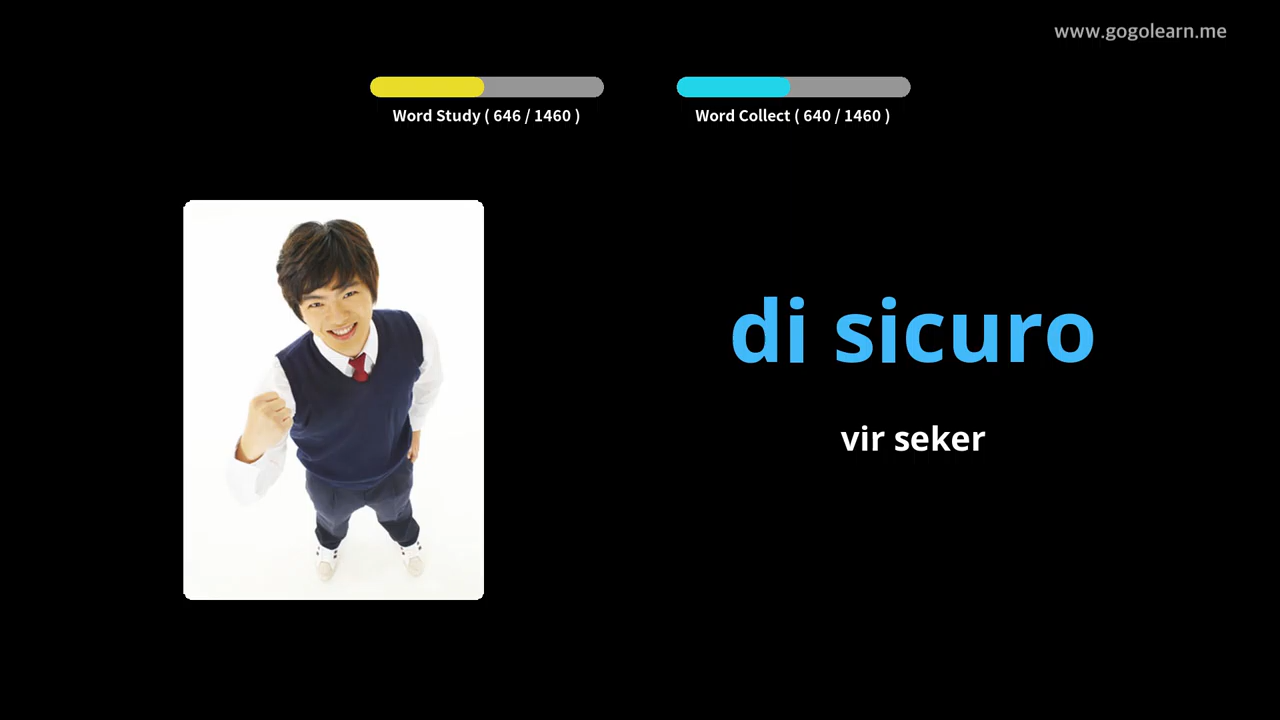 www.gogolearn.me
Word Study ( 646 / 1460 )
Word Collect ( 640 / 1460 )
di sicuro
vir seker